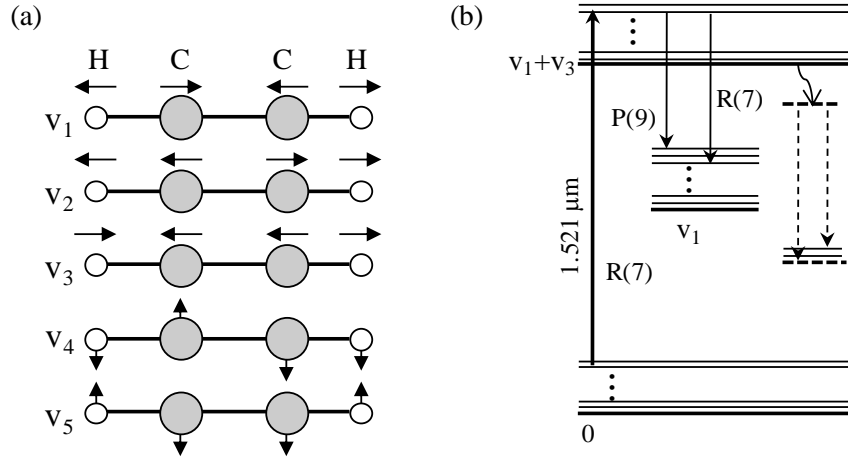 (a)
H C C H
v1
v2
v3
v4
v5
(b)
v1+v3
P(9)
R(7)
v1
1.521 μm
R(7)
0